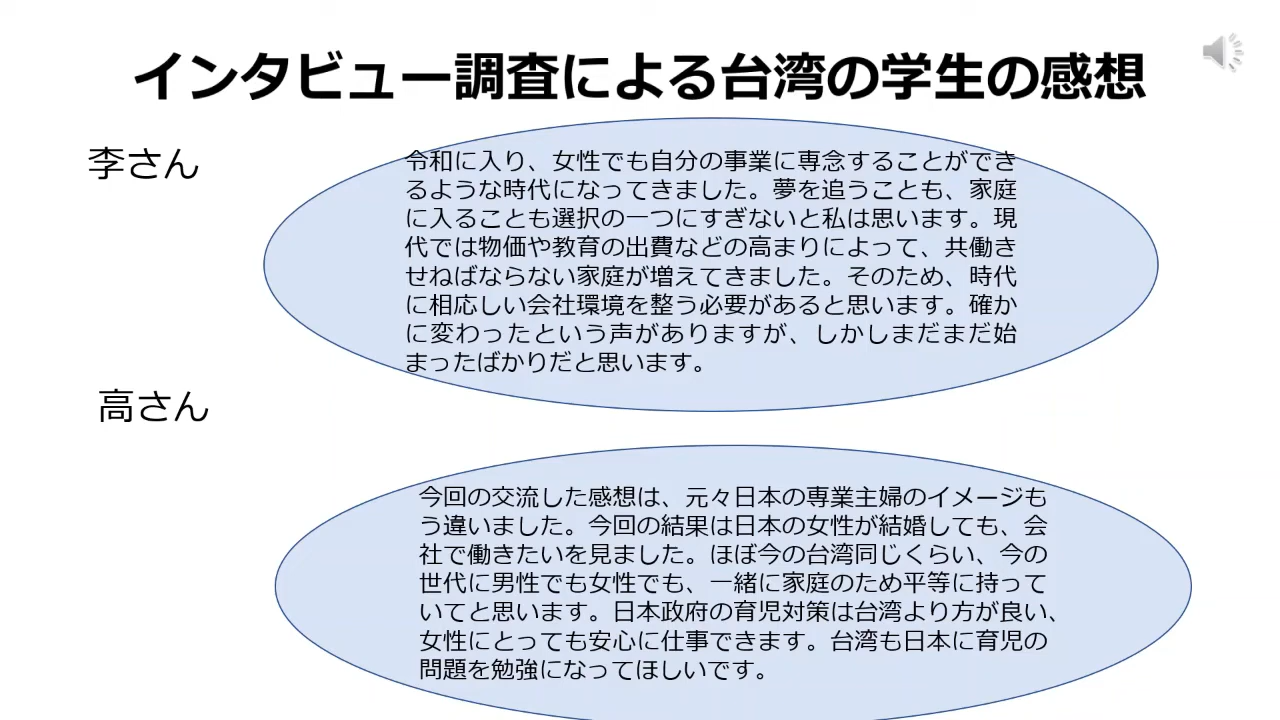 インタビュー調査による台湾の学生の感想
李さん
令和に入り、女性でも自分の事業に専念することができ
るような時代になってきました。夢を追うことも、家庭
に入ることも選択の一つにすぎないと私は思います。現
代では物価や教育の出費などの高まりによって、共働き
せねばならない家庭が増えてきました。そのため、時代
に相応しい会社環境を整う必要があると思います。確か
に変わったという声がありますが、しかしまだまだ始
まったばかりだと思います。
高さん
今回の交流した感想は、元々日本の専業主婦のイメージも
う違いました。今回の結果は日本の女性が結婚しても、会
社で働きたいを見ました。ほぼ今の台湾同じくらい、今の
世代に男性でも女性でも、一緒に家庭のため平等に持って
いてと思います。日本政府の育児対策は台湾より方が良い、
女性にとっても安心に仕事できます。台湾も日本に育児の
問題を勉強になってほしいです。